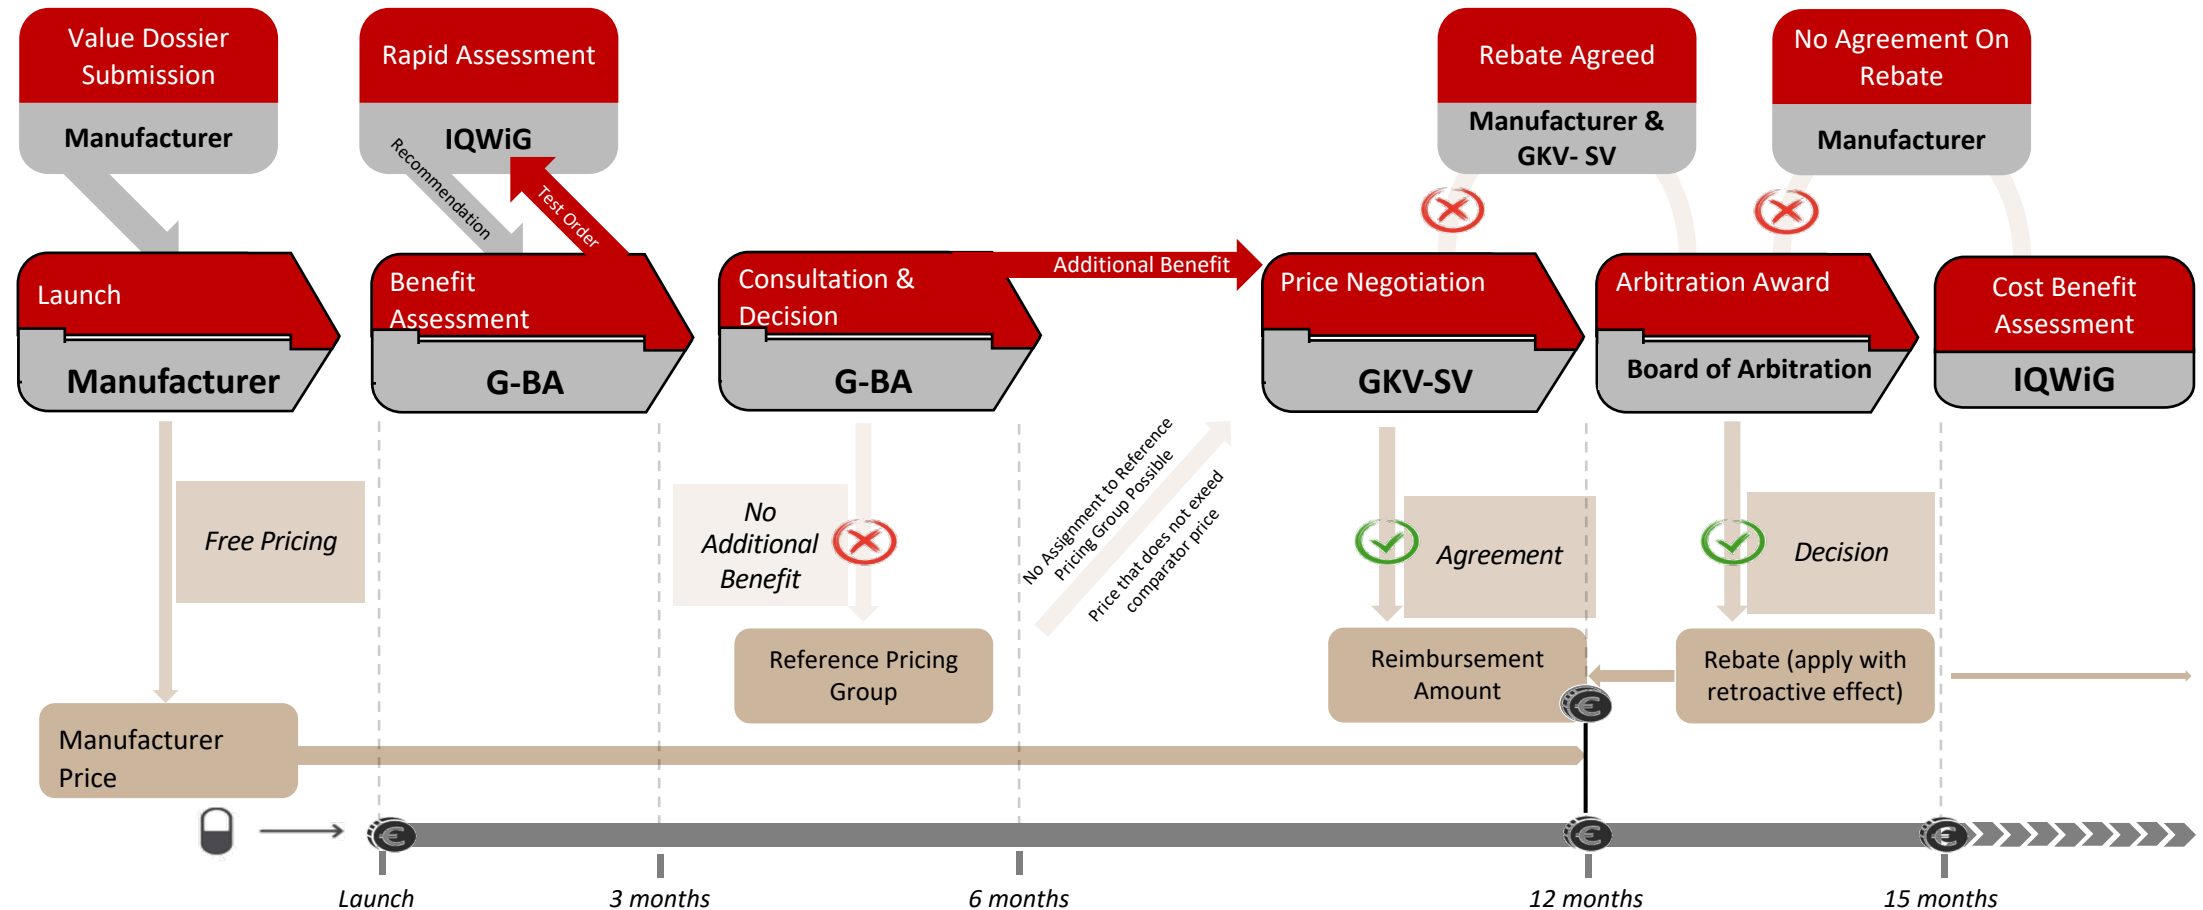 Value Dossier
Submission
Manufacturer
Rapid Assessment
IQWiG
Rebate Agreed
Manufacturer &
GKV- SV
No Agreement On
Rebate
Manufacturer
Recommendation
Test Order
Launch
Manufacturer
Benefit
Assessment
G-BA
Consultation &
Decision
G-BA
Additional Benefit
Price Negotiation
GKV-SV
Arbitration Award
Board of Arbitration
Cost Benefit
Assessment
IQWiG
Free Pricing
No
Additional
Benefit
No Assignment to Reference
Pricing Group Possible
Price that does not exeed
comparator price
Agreement
Decision
Manufacturer
Price
Reference Pricing
Group
Reimbursement
Amount
Rebate (apply with
retroactive effect)
€
€
€
€
Launch
3 months
6 months
12 months
15 months